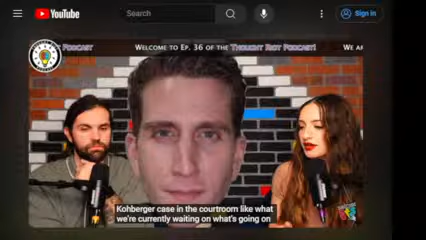 YouTube
Search
Sign in
PODCAST WELCOME TO EP. 36 OF THE THOUGHT RIOT PODCAST! WE AR
Kohberger case in the courtroom like what
we're currently waiting on what's going on